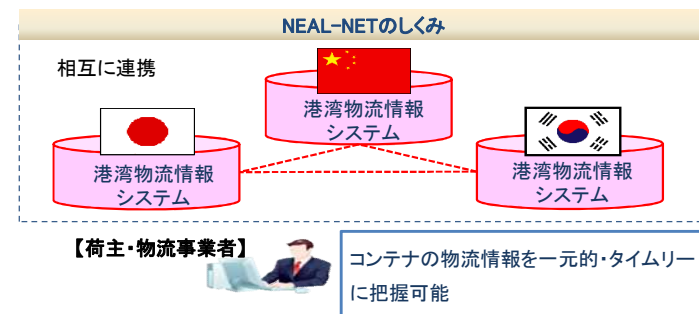 NEAL-NETのしくみ
相互に連携
港湾物流情報
システム
港湾物流情報
システム
港湾物流情報
システム
【荷主・物流事業者】
コンテナの物流情報を一元的・タイムリー
に把握可能